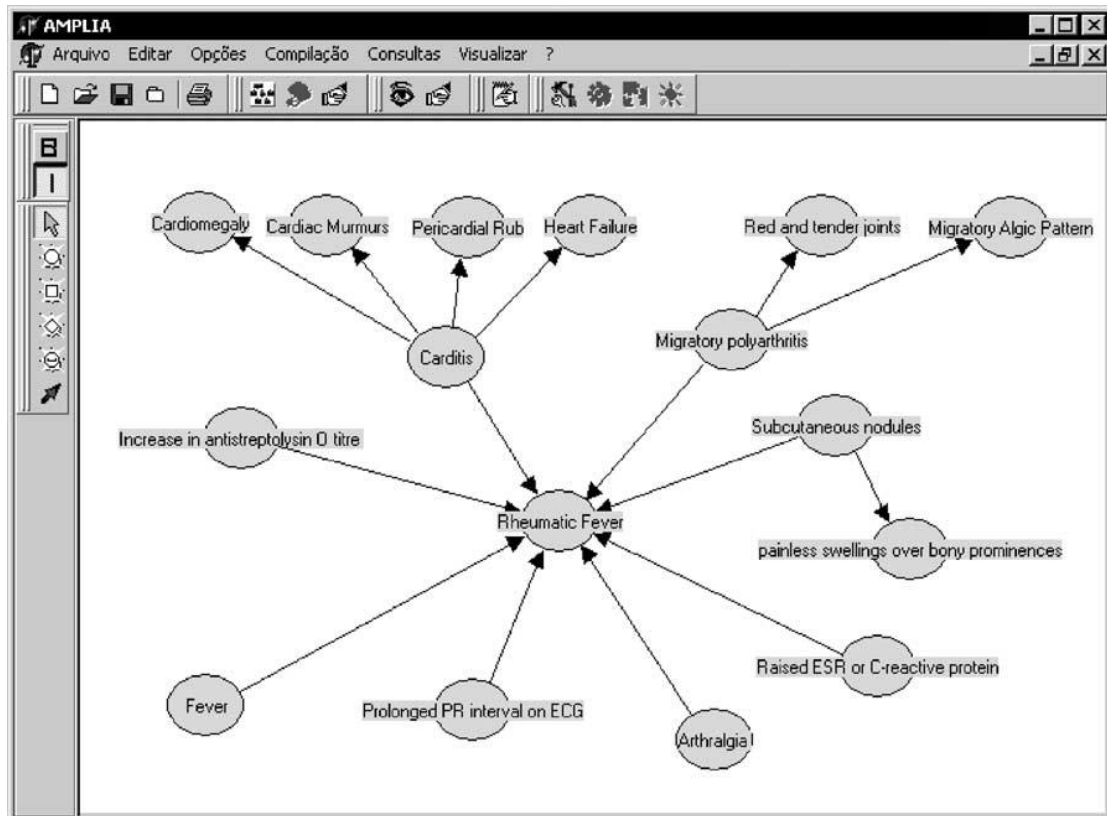 AMPLIA
Arquivo Editar Opções Compilação Consultas Visualizar ?
Cardiomegaly
Cardiac Murmurs
Pericardial Rub
Heart Failure
Red and tender joints
Migratory Algic Pattern
Carditis
Migratory polyarthritis
Increase in antistreptolysin O titre
Subcutaneous nodules
Rheumatic Fever
painless swellings over bony prominences
Raised ESR or C-reactive protein
Fever
Prolonged PR interval on ECG
Arthralgia